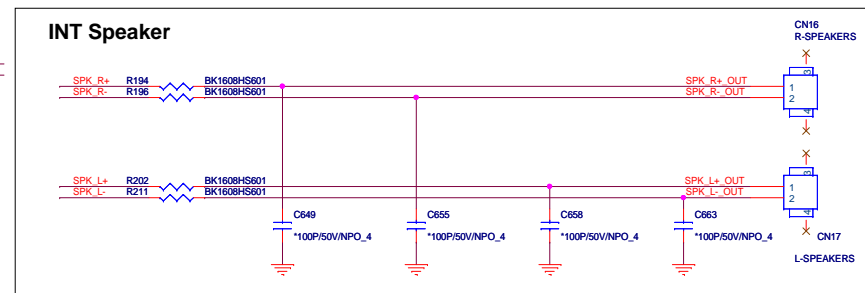 INT Speaker
CN16
R-SPEAKERS
SPK_R+ R194 BK1608HS601 SPK_R+_OUT
SPK_R- R196 BK1608HS601 SPK_R-_OUT
3
1
2
4
SPK_L+ R202 BK1608HS601 SPK_L+_OUT
SPK_L- R211 BK1608HS601 SPK_L-_OUT
3
1
2
4
C649 C655 C658 C663
*100P/50V/NPO_4 *100P/50V/NPO_4 *100P/50V/NPO_4 *100P/50V/NPO_4
CN17
L-SPEAKERS